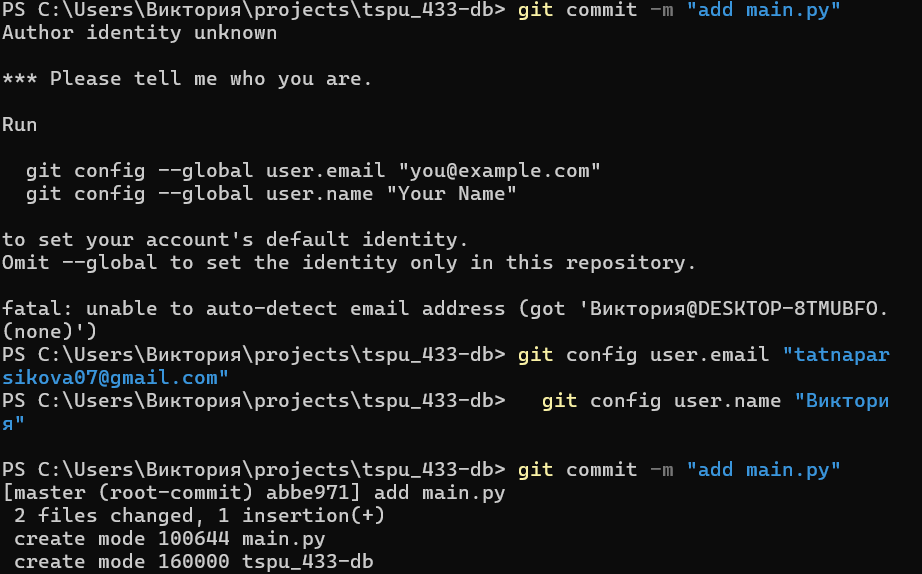 PS C:\Users\Виктория\projects\tspu_433-db> git commit -m "add main.py"
Author identity unknown
*** Please tell me who you are.
Run
git config --global user.email "you@example.com"
git config --global user.name "Your Name"
to set your account's default identity.
Omit --global to set the identity only in this repository.
fatal: unable to auto-detect email address (got 'Виктория@DESKTOP-8TMUBFO.
(none)')
PS C:\Users\Виктория\projects\tspu_433-db> git config user.email "tatnapar
sikova07@gmail.com"
PS C:\Users\Виктория\projects\tspu_433-db>   git config user.name "Виктори
я"
PS C:\Users\Виктория\projects\tspu_433-db> git commit -m "add main.py"
[master (root-commit) abbe971] add main.py
2 files changed, 1 insertion(+)
create mode 100644 main.py
create mode 160000 tspu_433-db